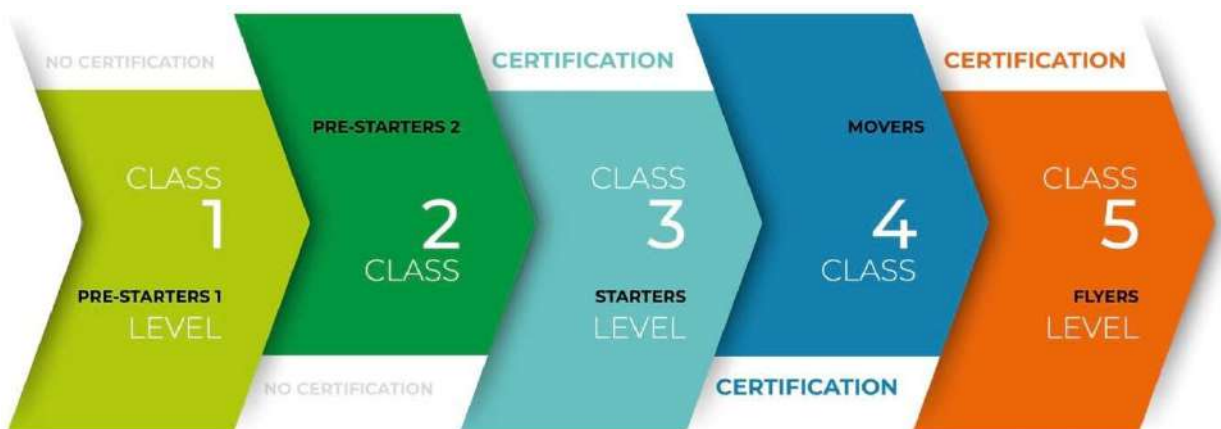 NO CERTIFICATION
CLASS
1
PRE-STARTERS 1
LEVEL
PRE-STARTERS 2
2
CLASS
NO CERTIFICATION
CERTIFICATION
CLASS
3
STARTERS
LEVEL
MOVERS
4
CLASS
CERTIFICATION
CERTIFICATION
CLASS
5
FLYERS
LEVEL